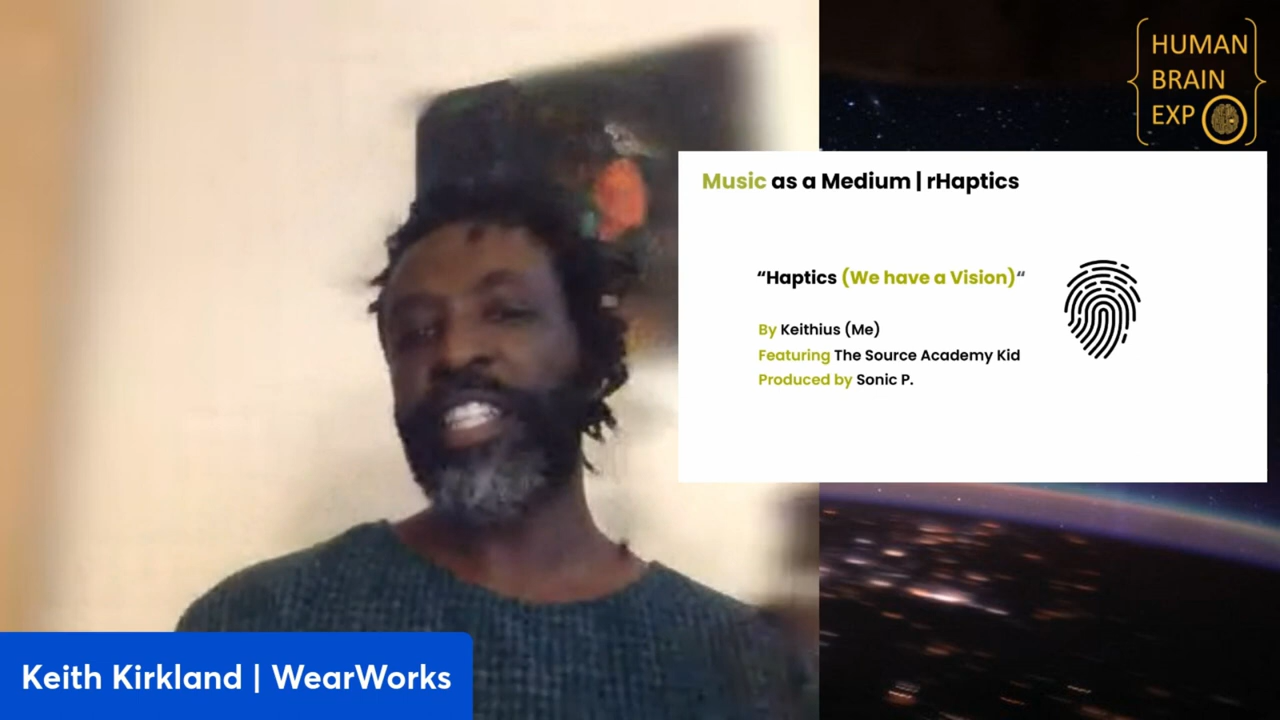 HUMAN
BRAIN
EXP
Music as a Medium | rHaptics
“Haptics (We have a Vision)“
By Keithius (Me)
Featuring The Source Academy Kid
Produced by Sonic P.
Keith Kirkland | WearWorks